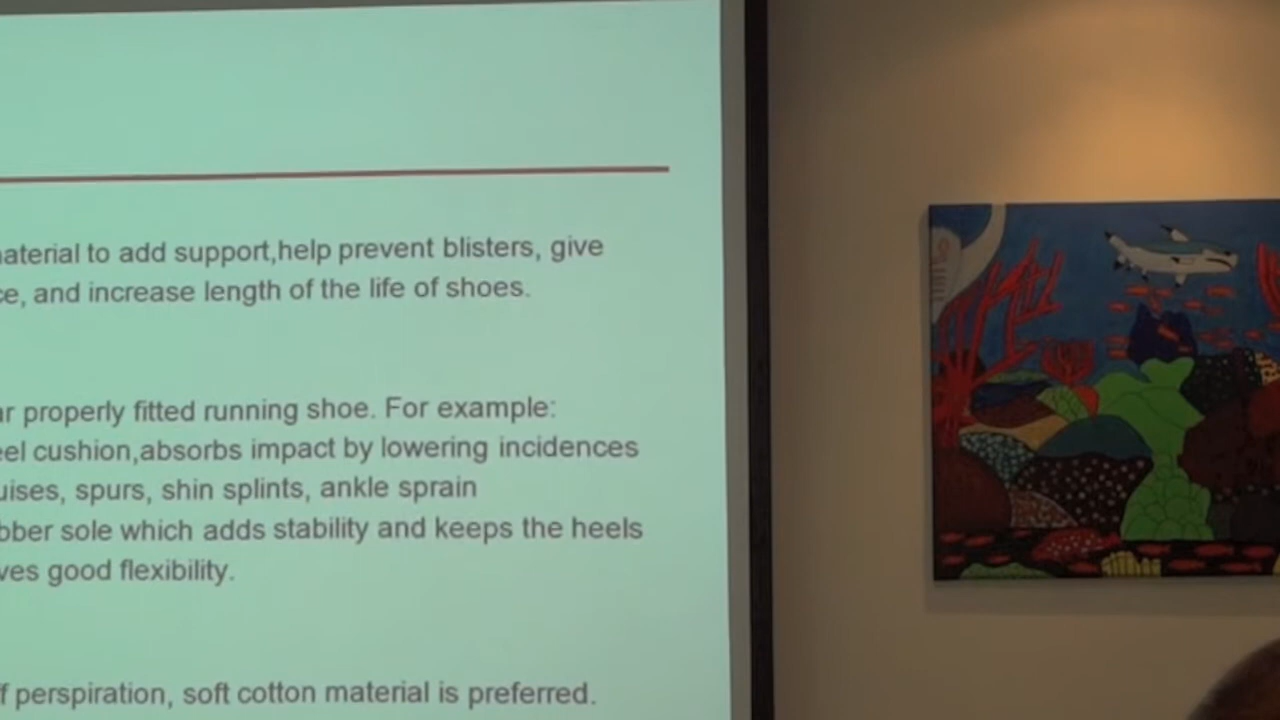 material to add support,help prevent blisters, give
ce, and increase length of the life of shoes.
ar properly fitted running shoe. For example:
eel cushion,absorbs impact by lowering incidences
uises, spurs, shin splints, ankle sprain
bber sole which adds stability and keeps the heels
ves good flexibility.
f perspiration, soft cotton material is preferred.